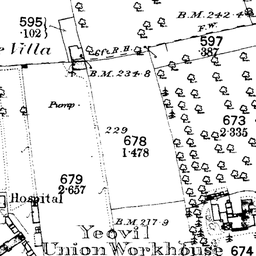 595
·102
B.M. 242·4
F.W.
597
·387
Villa
B.M. 234·8
Pump
229
678
1·478
673
2·335
679
2·657
Hospital
B.M. 217·9
Yeovil
Union Workhouse
674